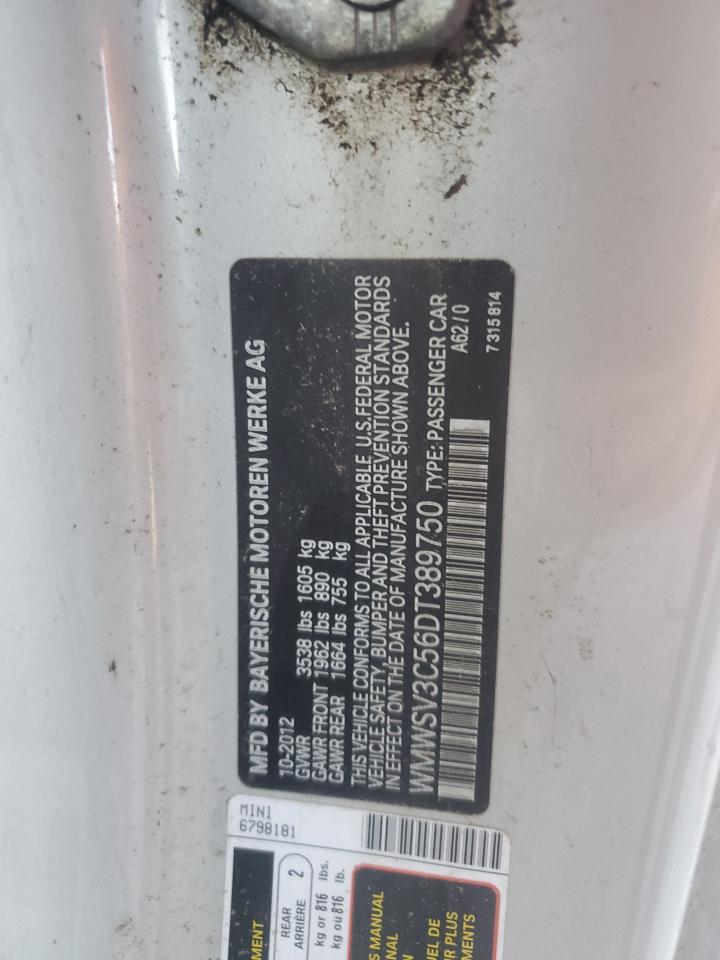 MFD BY BAYERISCHE MOTOREN WERKE AG
10-2012
GVWR 3538 lbs 1605 kg
GAWR FRONT 1962 lbs 890 kg
GAWR REAR 1664 lbs 755 kg
THIS VEHICLE CONFORMS TO ALL APPLICABLE U.S.FEDERAL MOTOR
VEHICLE SAFETY, BUMPER AND THEFT PREVENTION STANDARDS
IN EFFECT ON THE DATE OF MANUFACTURE SHOWN ABOVE.
WMWSV3C56DT389750 TYPE: PASSENGER CAR
A62/0
7315814
MINI
6798181
REAR
ARRIÈRE
2
kg or 816 lbs.
kg ou 816 lb.
MANUAL